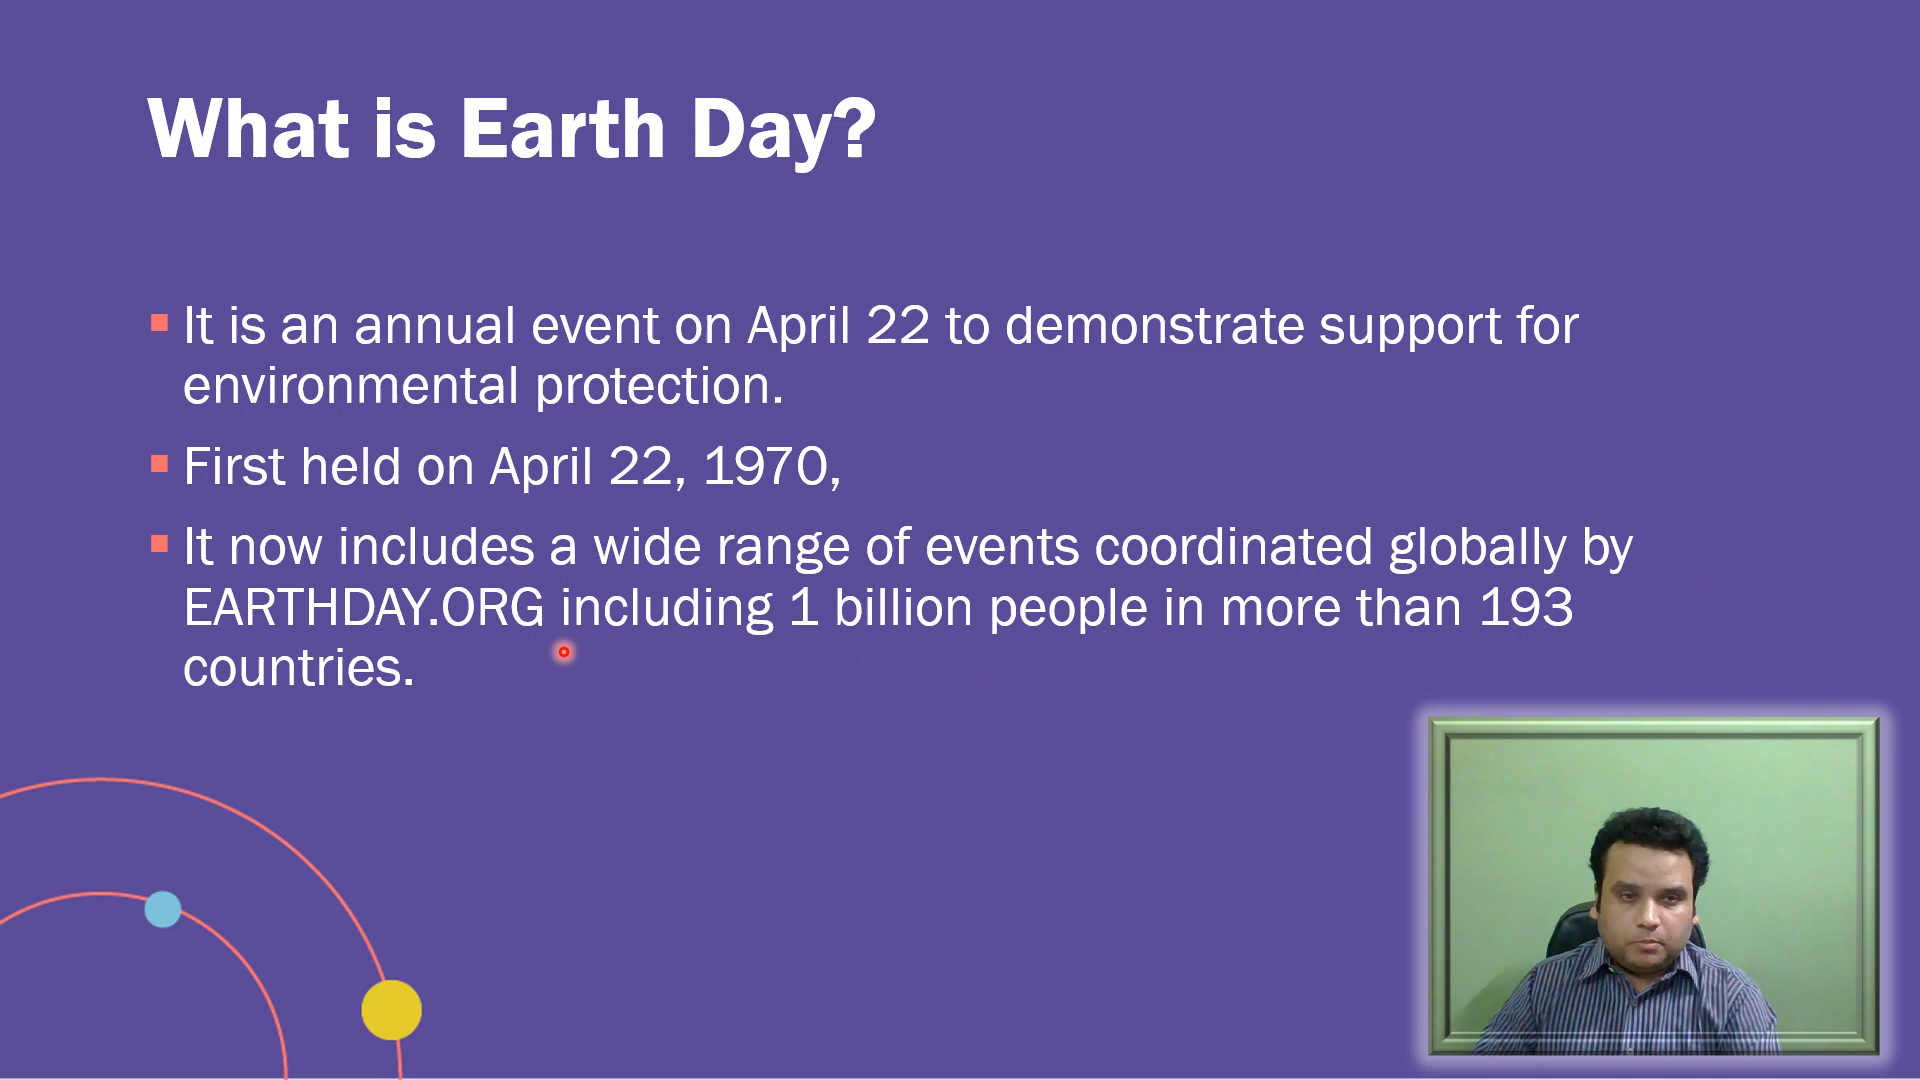 What is Earth Day?
It is an annual event on April 22 to demonstrate support for
environmental protection.
First held on April 22, 1970,
It now includes a wide range of events coordinated globally by
EARTHDAY.ORG including 1 billion people in more than 193
countries.